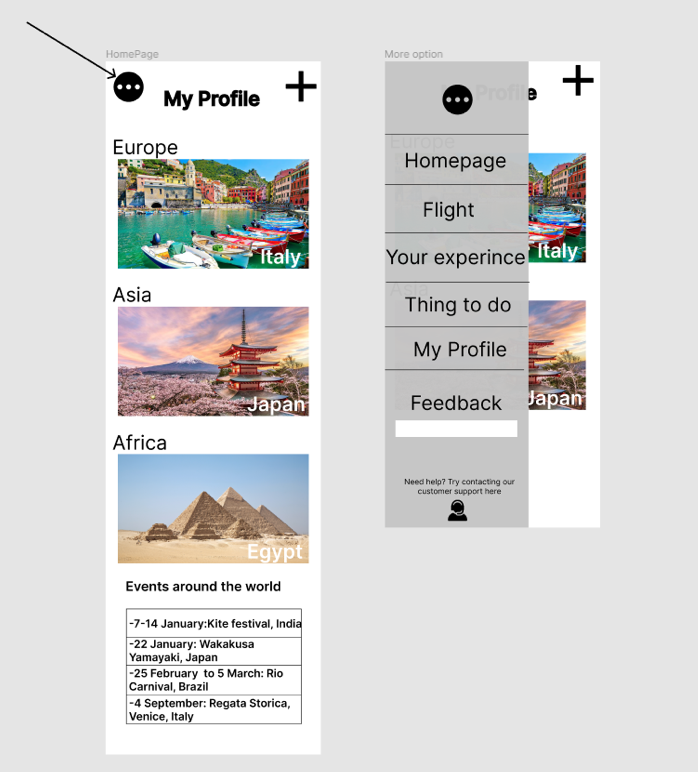 HomePage
My Profile
Europe
Italy
Asia
Japan
Africa
Egypt
Events around the world
-7-14 January:Kite festival, India
-22 January: Wakakusa
Yamayaki, Japan
-25 February to 5 March: Rio
Carnival, Brazil
-4 September: Regata Storica,
Venice, Italy
More option
My Profile
Europe
Homepage
Flight
Italy
Your experince
Asia
Thing to do
My Profile
Japan
Feedback
Need help? Try contacting our
customer support here